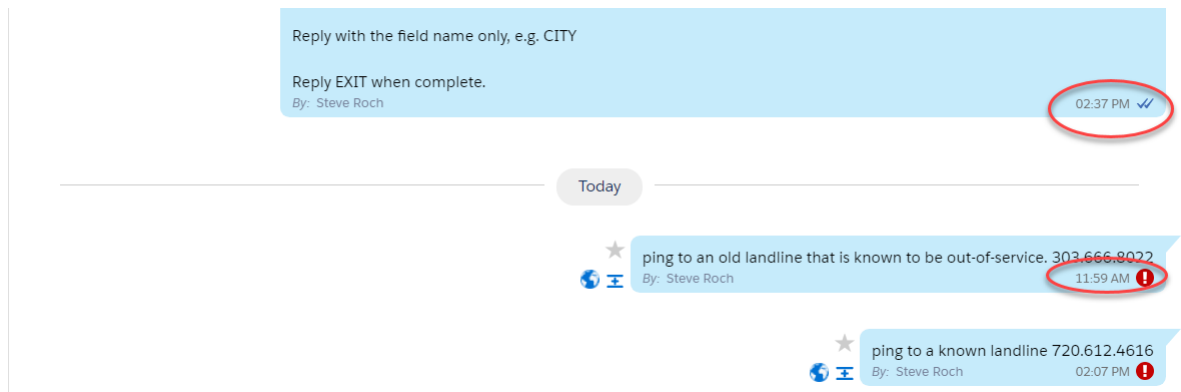 Reply with the field name only, e.g. CITY
Reply EXIT when complete.
By: Steve Roch
02:37 PM
Today
ping to an old landline that is known to be out-of-service. 303.666.8022
By: Steve Roch
11:59 AM
ping to a known landline 720.612.4616
By: Steve Roch
02:07 PM